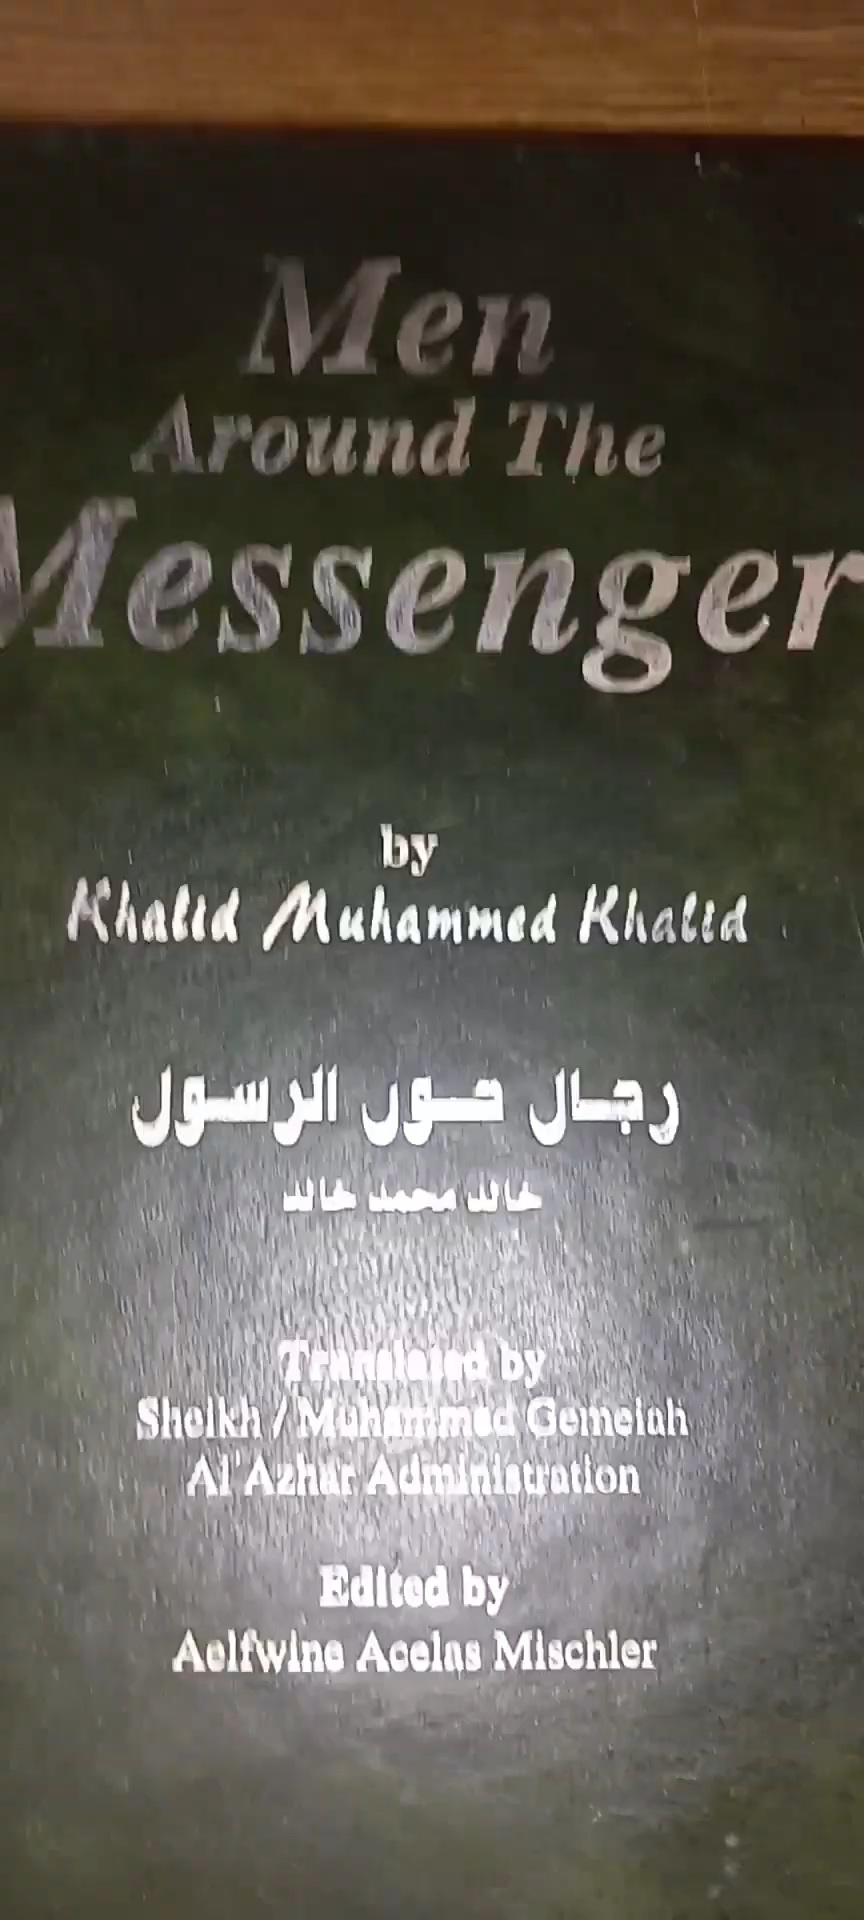 Men
Around The
Messenger
by
Khalid Muhammed Khalid
رجال حول الرسول
خالد محمد خالد
Translated by
Sheikh / Muhammed Gemeiah
Al'Azhar Administration
Edited by
Aelfwine Acelas Mischler